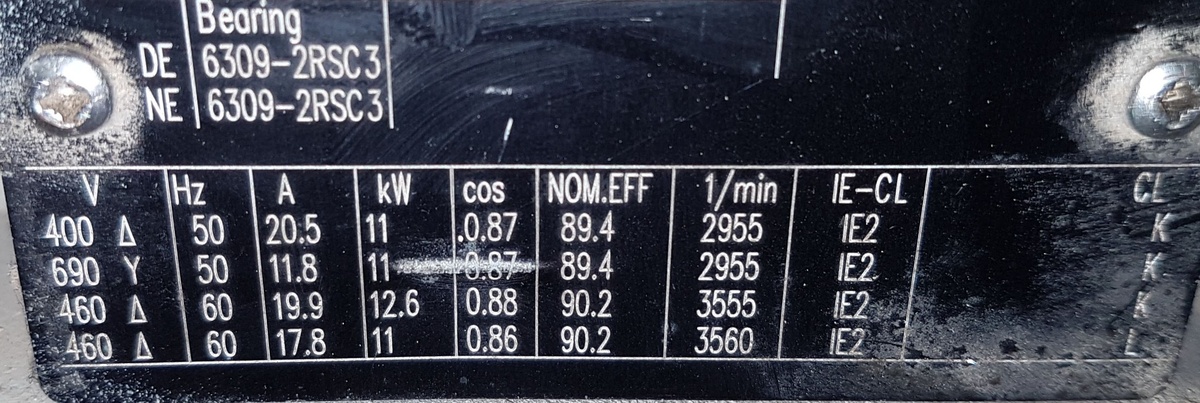 Bearing
DE 6309-2RSC3
NE 6309-2RSC3
V Hz A kW cos NOM.EFF 1/min IE-CL CL
400 Δ 50 20.5 11 .0.87 89.4 2955 IE2 K
690 Y 50 11.8 11 0.87 89.4 2955 IE2 K
460 Δ 60 19.9 12.6 0.88 90.2 3555 IE2 K
460 Δ 60 17.8 11 0.86 90.2 3560 IE2